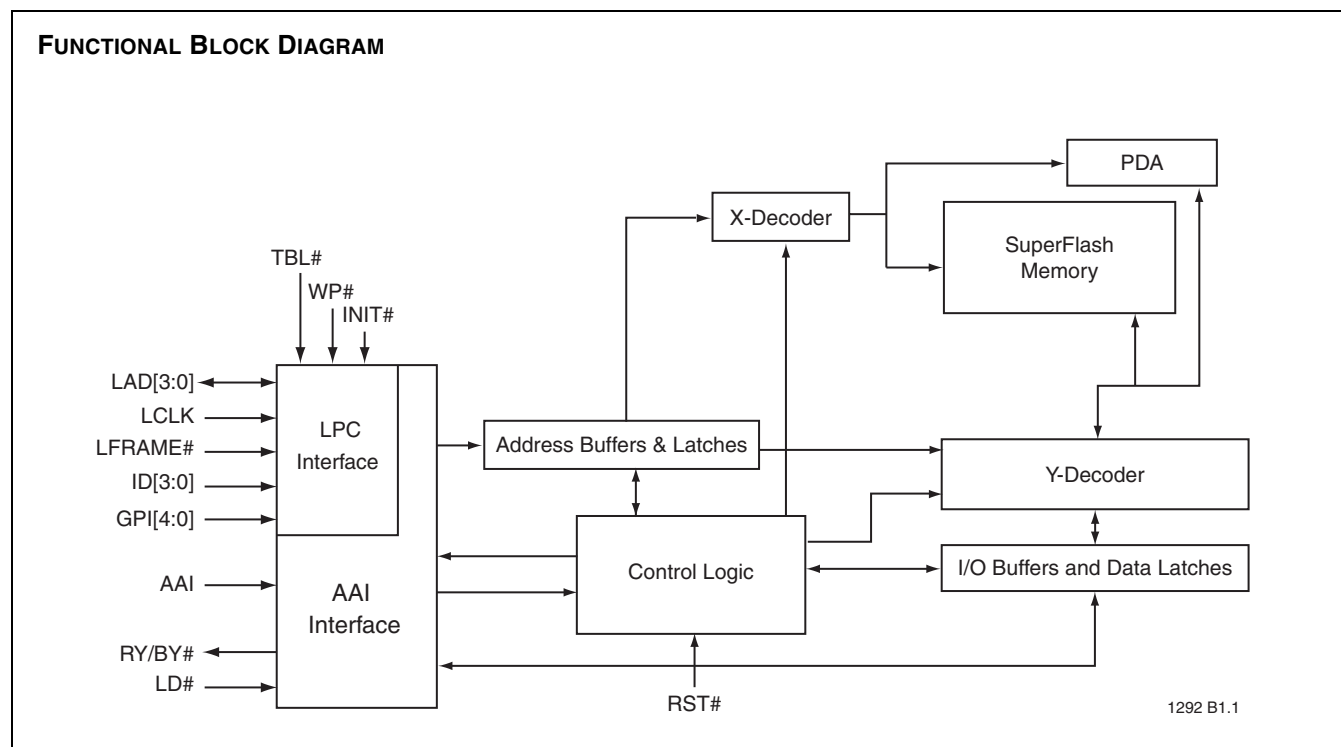 FUNCTIONAL BLOCK DIAGRAM
PDA
X-Decoder
SuperFlash
Memory
TBL#
WP#
INIT#
LAD[3:0]
LCLK
LFRAME#
ID[3:0]
GPI[4:0]
LPC
Interface
Address Buffers & Latches
Y-Decoder
AAI
RY/BY#
LD#
AAI
Interface
Control Logic
I/O Buffers and Data Latches
RST#
1292 B1.1